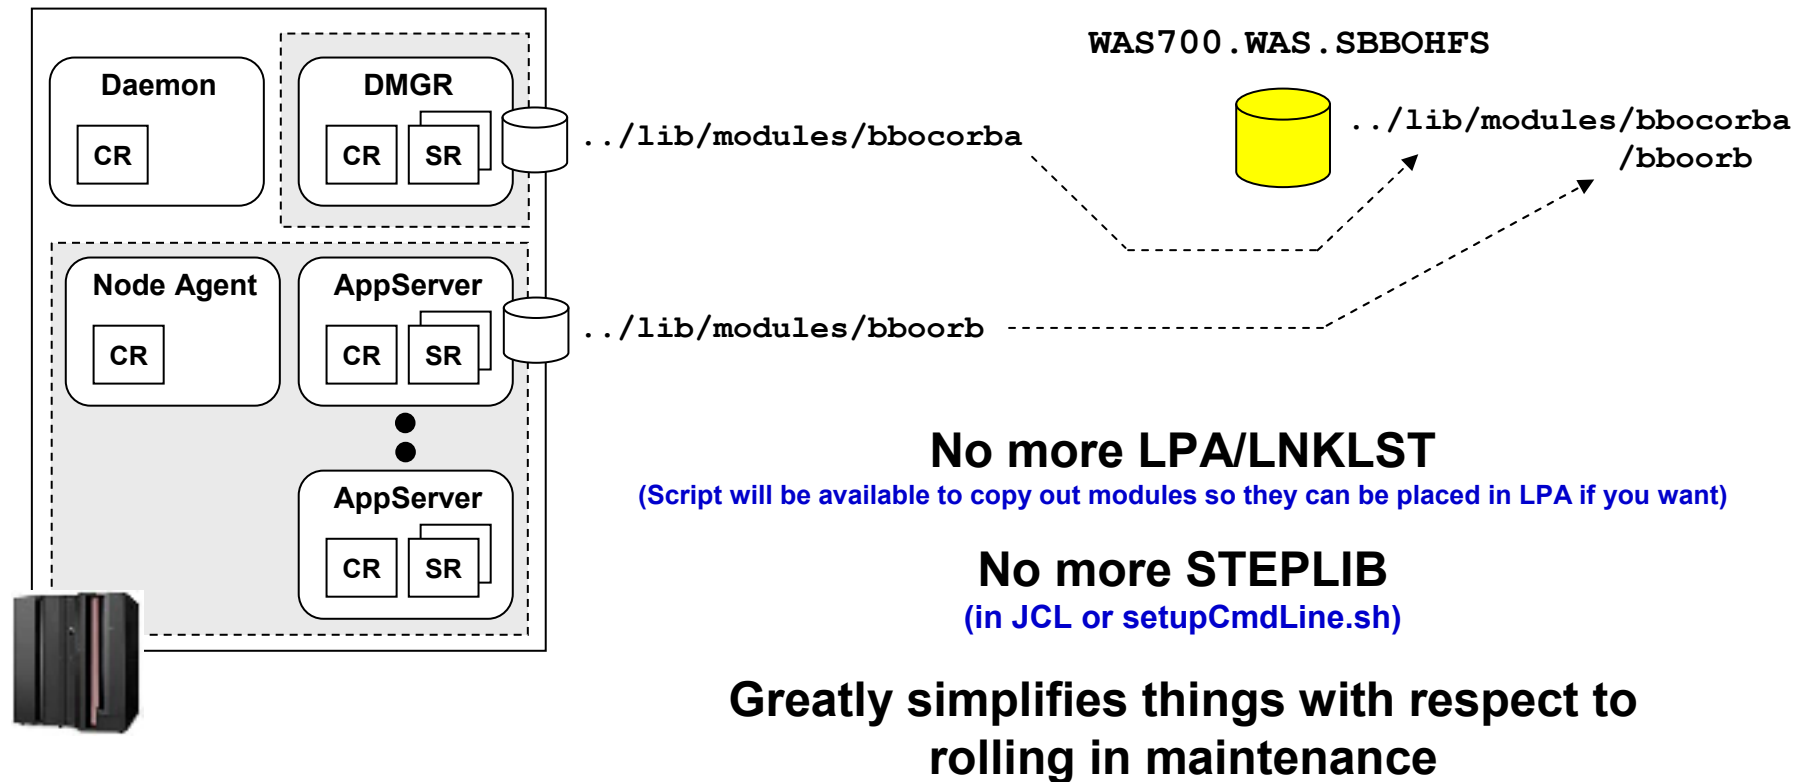 WAS700.WAS.SBBOHFS
Daemon
CR
DMGR
CR
SR
../lib/modules/bbocorba
../lib/modules/bbocorba
/bboorb
Node Agent
CR
AppServer
CR
SR
../lib/modules/bboorb
AppServer
CR
SR
No more LPA/LNKLST
(Script will be available to copy out modules so they can be placed in LPA if you want)
No more STEPLIB
(in JCL or setupCmdLine.sh)
Greatly simplifies things with respect to
rolling in maintenance